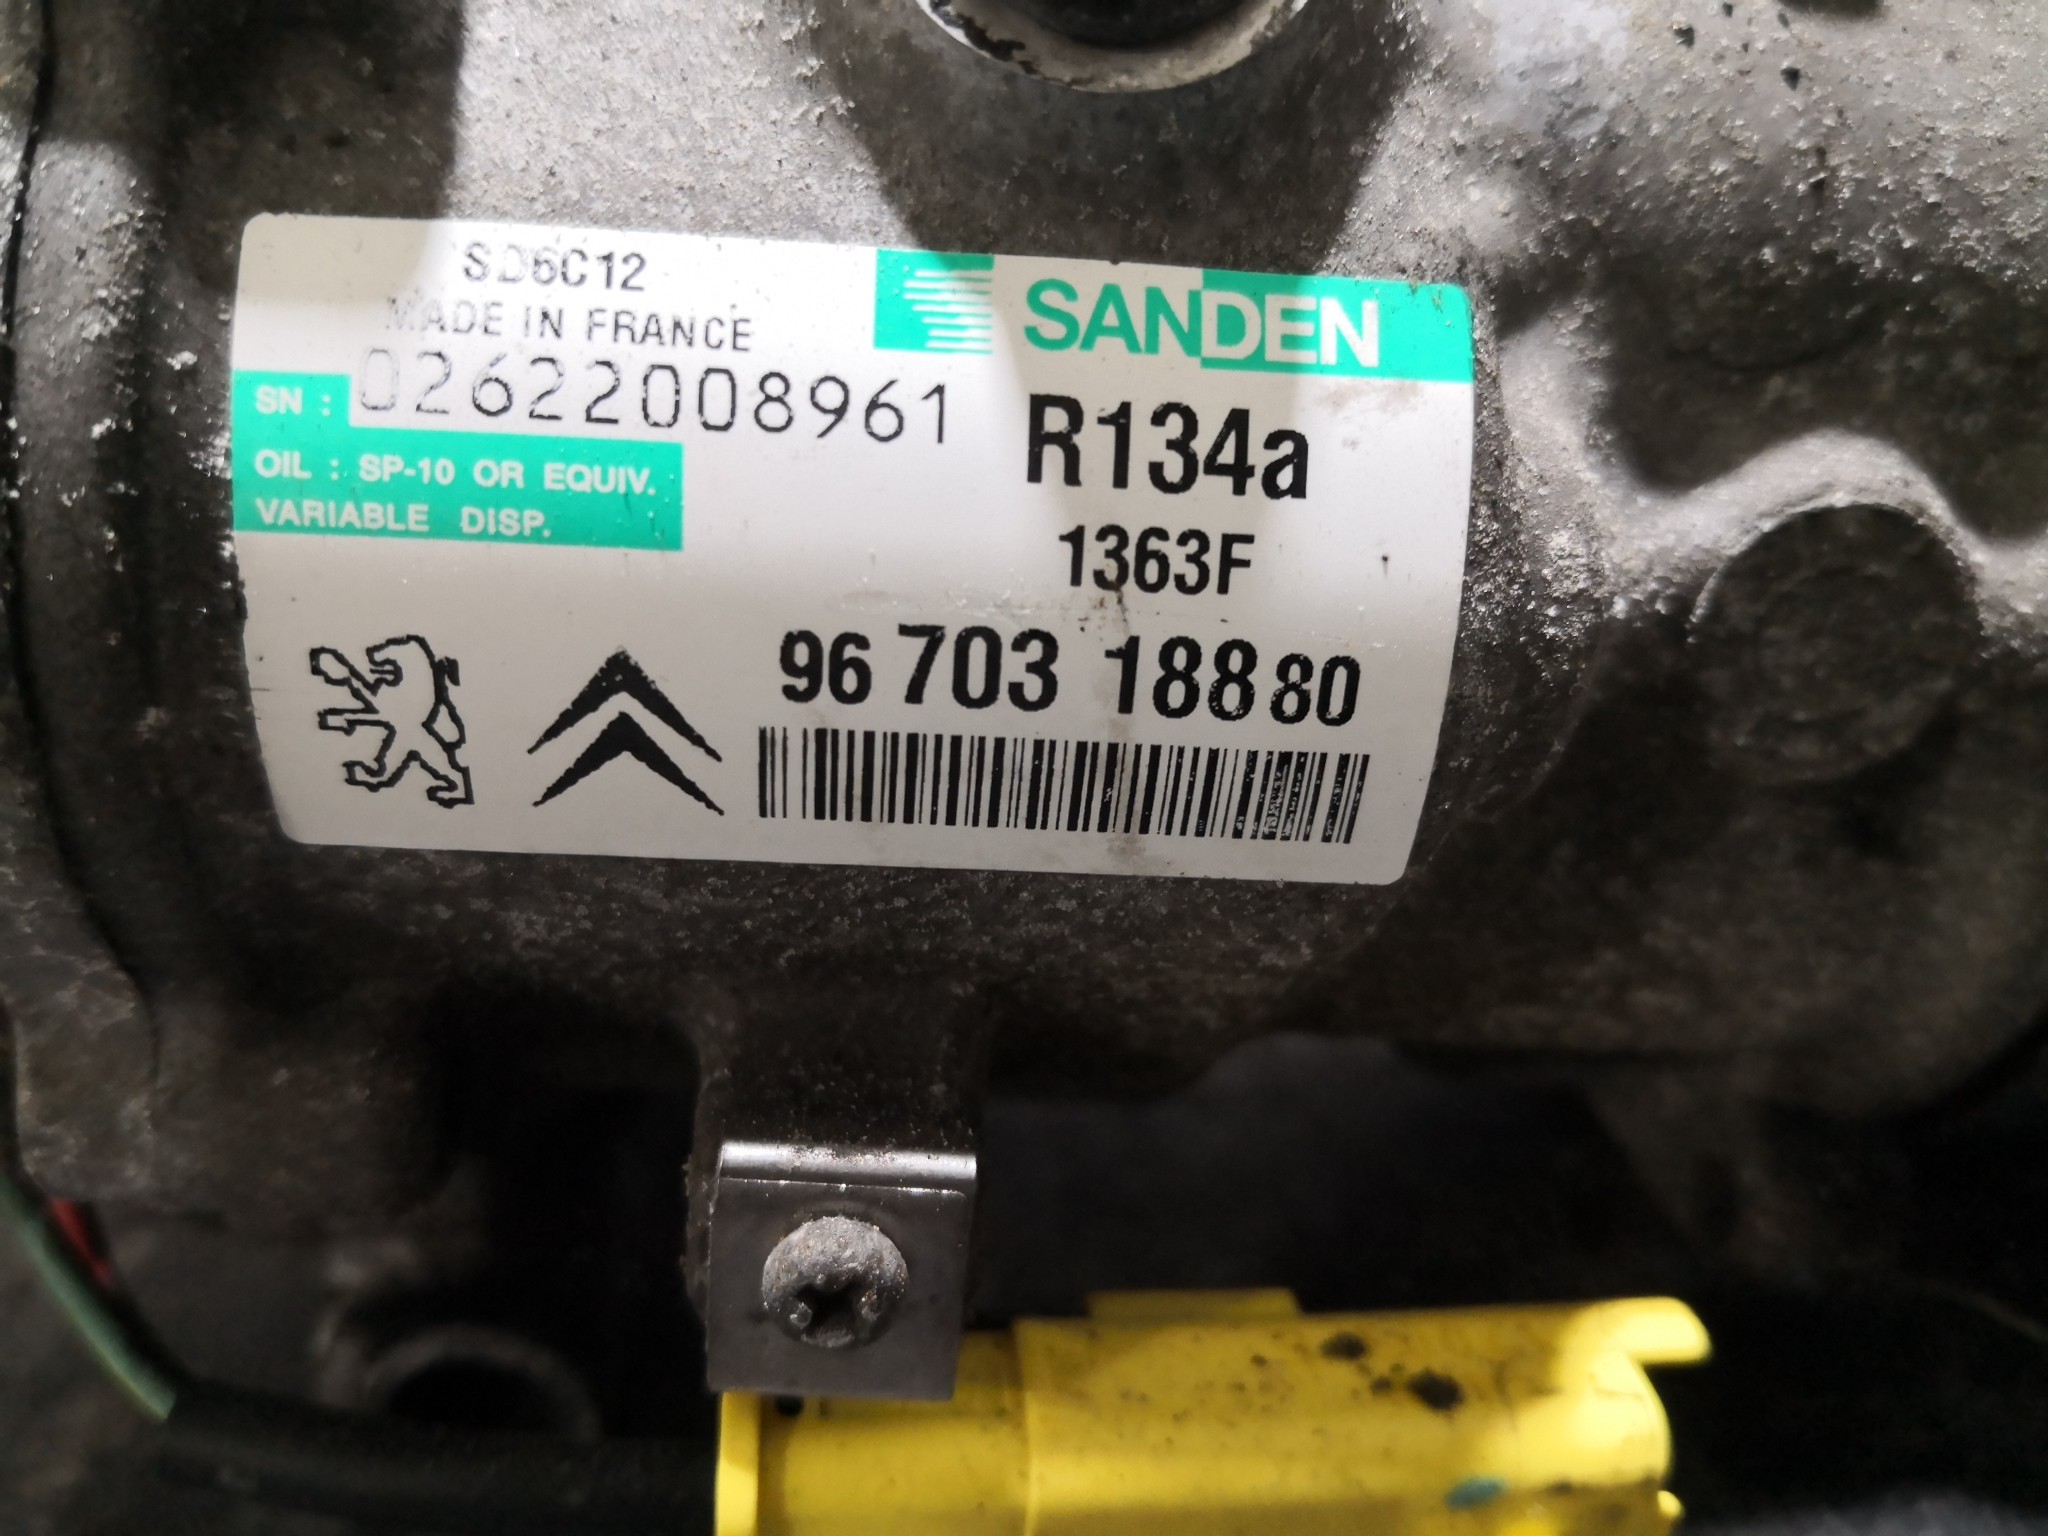 SD6C12
MADE IN FRANCE
SANDEN
SN : 02622008961
OIL : SP-10 OR EQUIV.
VARIABLE DISP.
R134a
1363F
96 703 188 80